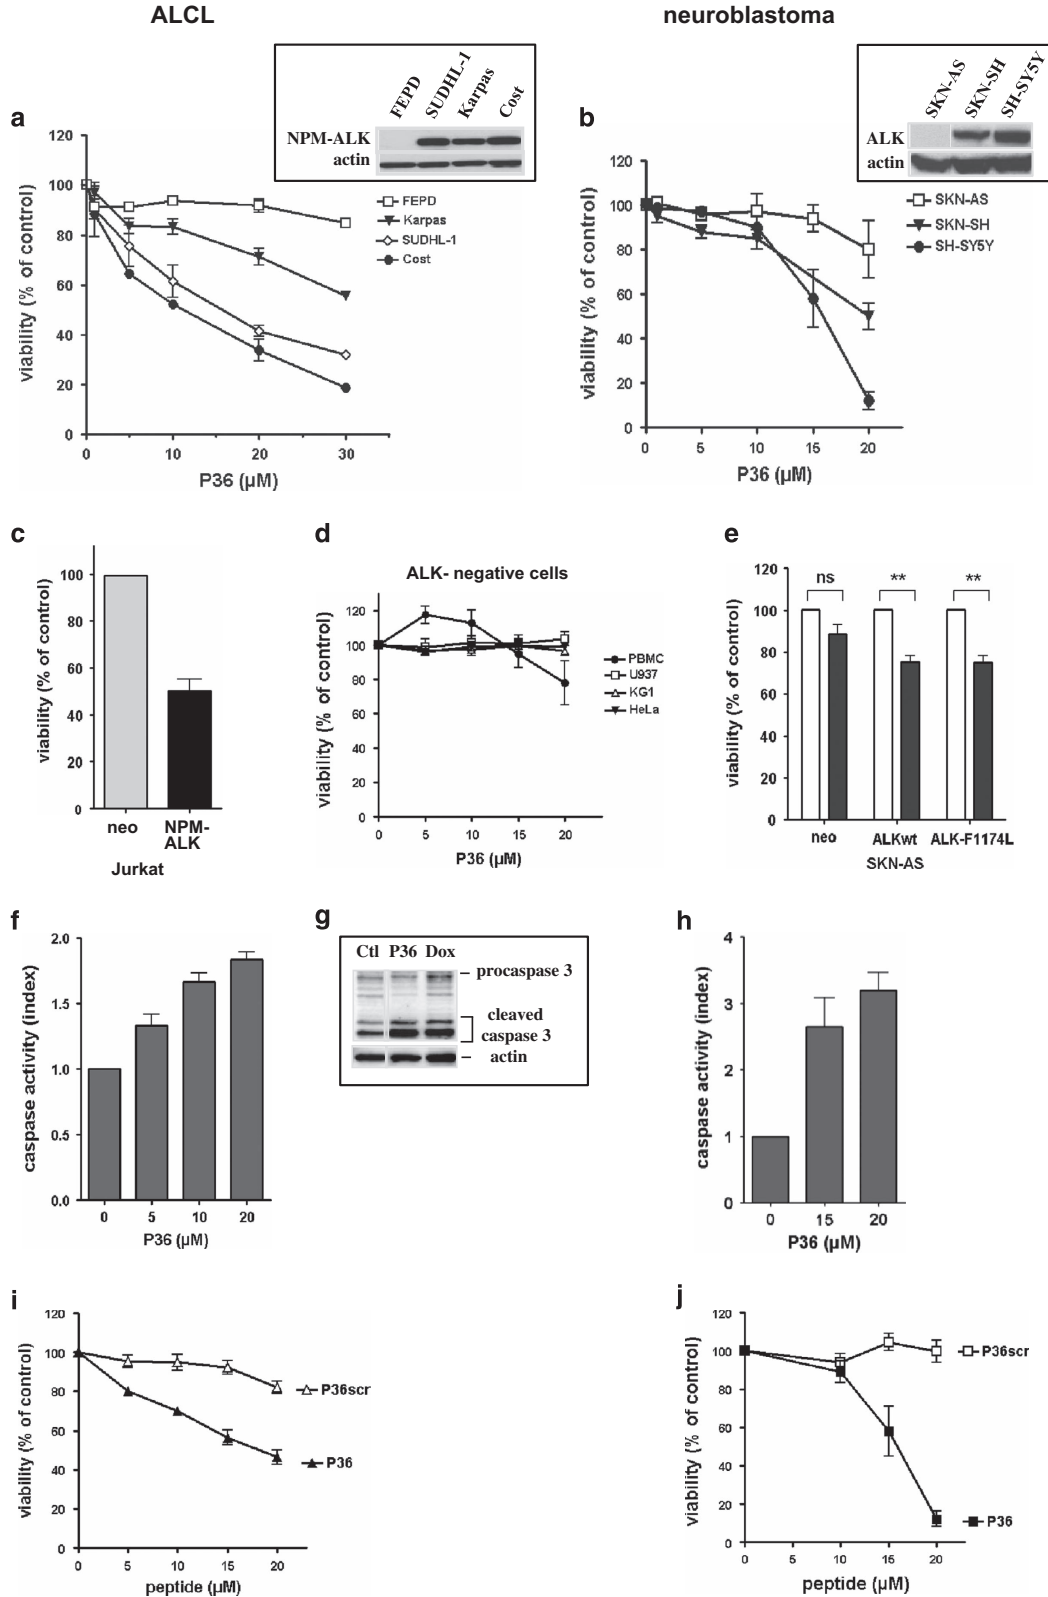 ALCL
neuroblastoma
a
FEPD
SUDHL-1
Karpas
Cost
NPM-ALK
actin
120
100
80
60
40
20
0
viability (% of control)
0 10 20 30
P36 (µM)
FEPD
Karpas
SUDHL-1
Cost
b
SKN-AS
SKN-SH
SH-SY5Y
ALK
actin
120
100
80
60
40
20
0
viability (% of control)
0 5 10 15 20
P36 (µM)
SKN-AS
SKN-SH
SH-SY5Y
c
100
80
60
40
20
0
viability (% of control)
neo
NPM-
ALK
Jurkat
d
ALK- negative cells
120
100
80
60
40
20
0
viability (% of control)
0 5 10 15 20
P36 (µM)
PBMC
U937
KG1
HeLa
e
120
100
80
60
40
20
0
viability (% of control)
ns
**
**
neo ALKwt ALK-F1174L
SKN-AS
f
2.0
1.5
1.0
0.5
0.0
caspase activity (index)
0 5 10 20
P36 (µM)
g
Ctl P36 Dox
procaspase 3
cleaved
caspase 3
actin
h
4
3
2
1
0
caspase activity (index)
0 15 20
P36 (µM)
i
120
100
80
60
40
20
0
viability (% of control)
0 5 10 15 20
peptide (µM)
P36scr
P36
j
120
100
80
60
40
20
0
viability (% of control)
0 5 10 15 20
peptide (µM)
P36scr
P36